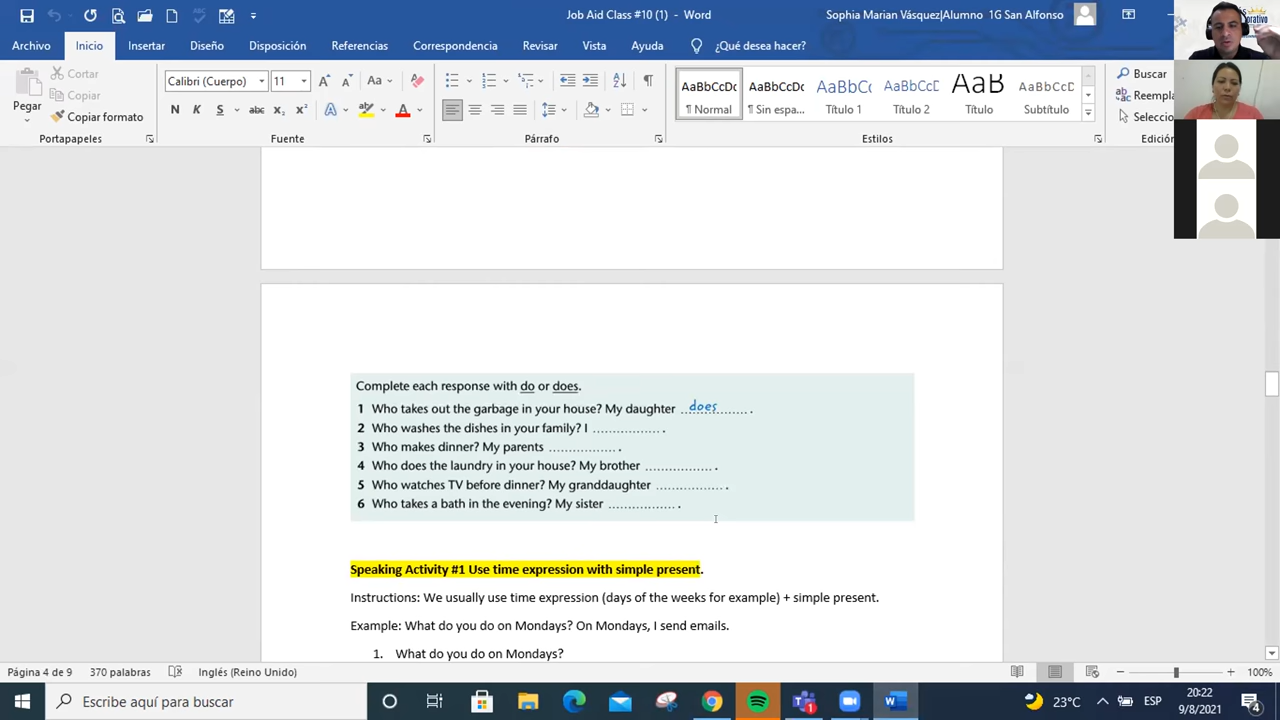 Job Aid Class #10 (1) - Word
Sophia Marian Vásquez|Alumno 1G San Alfonso
Archivo Inicio Insertar Diseño Disposición Referencias Correspondencia Revisar Vista Ayuda ¿Qué desea hacer?
Pegar
Cortar
Copiar
Copiar formato
Portapapeles
Calibri (Cuerpo) 11
N K S abc x₂ x²
Fuente
Párrafo
AaBbCcDc AaBbCcDc AaBbCc AaBbCcD AaB AaBbCcD
¶ Normal ¶ Sin espa... Título 1 Título 2 Título Subtítulo
Estilos
Buscar
Reempla
Seleccio
Edición
Complete each response with do or does.
1 Who takes out the garbage in your house? My daughter ....does.... .
2 Who washes the dishes in your family? I ................. .
3 Who makes dinner? My parents ................. .
4 Who does the laundry in your house? My brother ................. .
5 Who watches TV before dinner? My granddaughter ................. .
6 Who takes a bath in the evening? My sister ................. .
Speaking Activity #1 Use time expression with simple present.
Instructions: We usually use time expression (days of the weeks for example) + simple present.
Example: What do you do on Mondays? On Mondays, I send emails.
1. What do you do on Mondays?
Página 4 de 9 370 palabras Inglés (Reino Unido) 100%
Escribe aquí para buscar
23°C ESP
20:22
9/8/2021
4